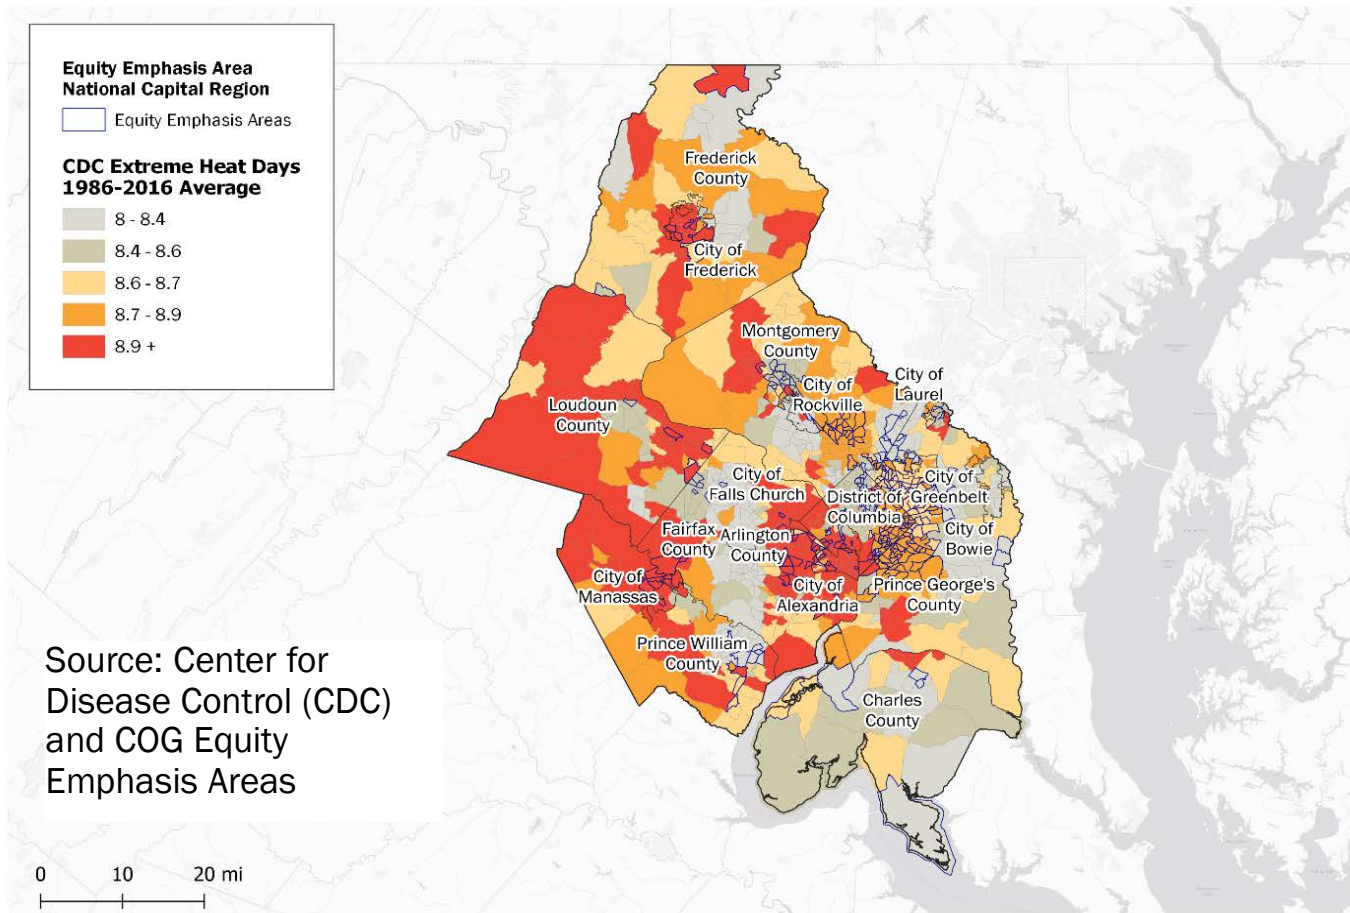 Equity Emphasis Area
National Capital Region
Equity Emphasis Areas
CDC Extreme Heat Days
1986-2016 Average
8 - 8.4
8.4 - 8.6
8.6 - 8.7
8.7 - 8.9
8.9 +
Frederick
County
City of
Frederick
Montgomery
County
City of
Rockville
City of
Laurel
Loudoun
County
City of
Falls Church
District of
Columbia
City of
Greenbelt
Fairfax
County
Arlington
County
City of
Bowie
City of
Manassas
City of
Alexandria
Prince George's
County
Prince William
County
Charles
County
Source: Center for
Disease Control (CDC)
and COG Equity
Emphasis Areas
0 10 20 mi